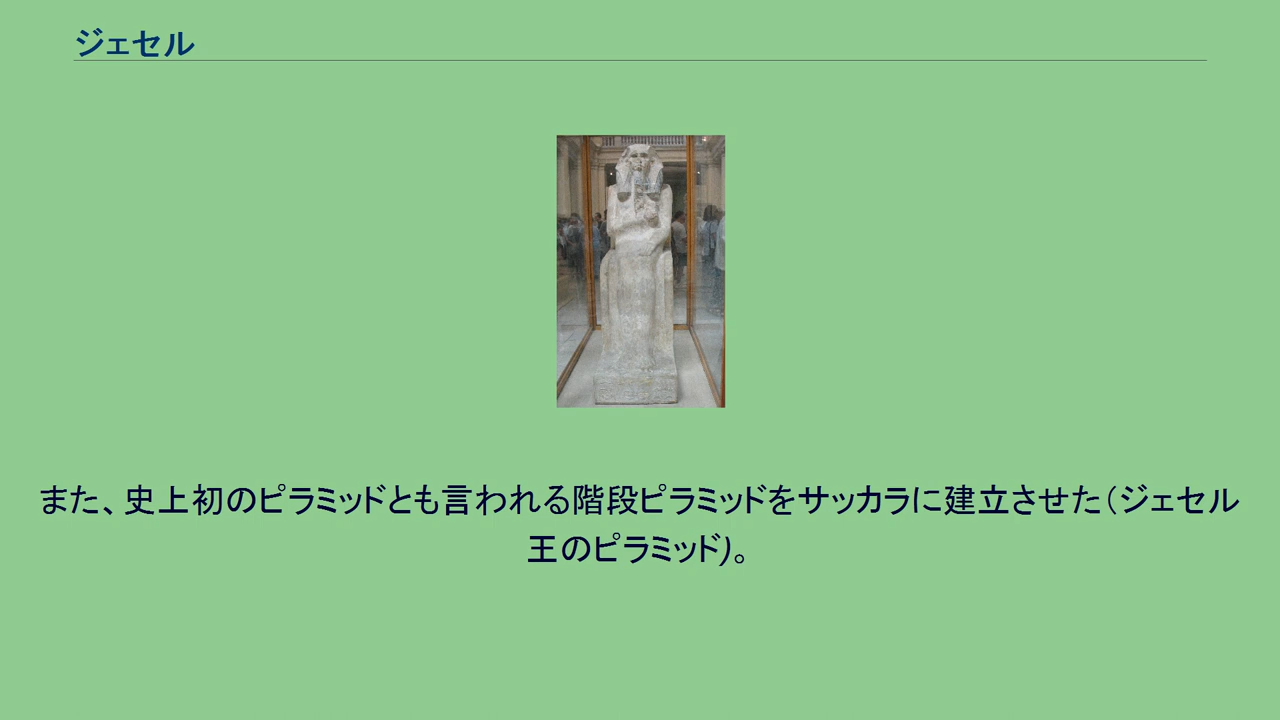 ジェセル
また、史上初のピラミッドとも言われる階段ピラミッドをサッカラに建立させた（ジェセル
王のピラミッド)。